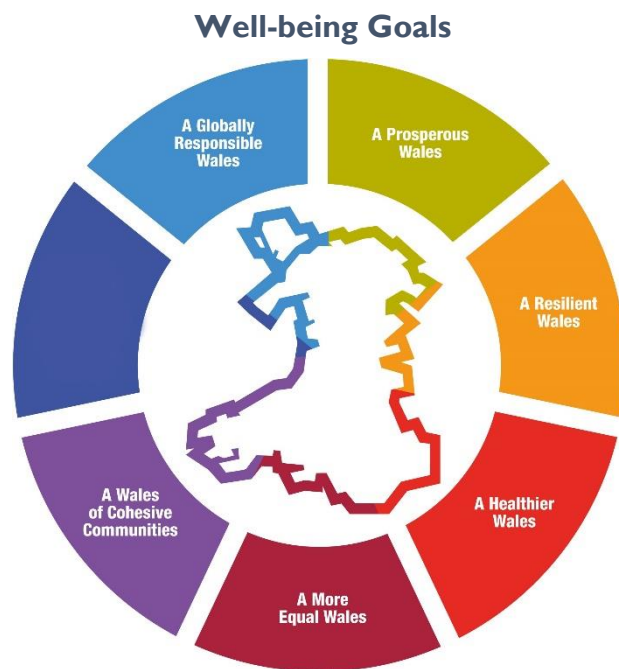 Well-being Goals
A Globally
Responsible
Wales
A Prosperous
Wales
A Resilient
Wales
A Healthier
Wales
A More
Equal Wales
A Wales
of Cohesive
Communities